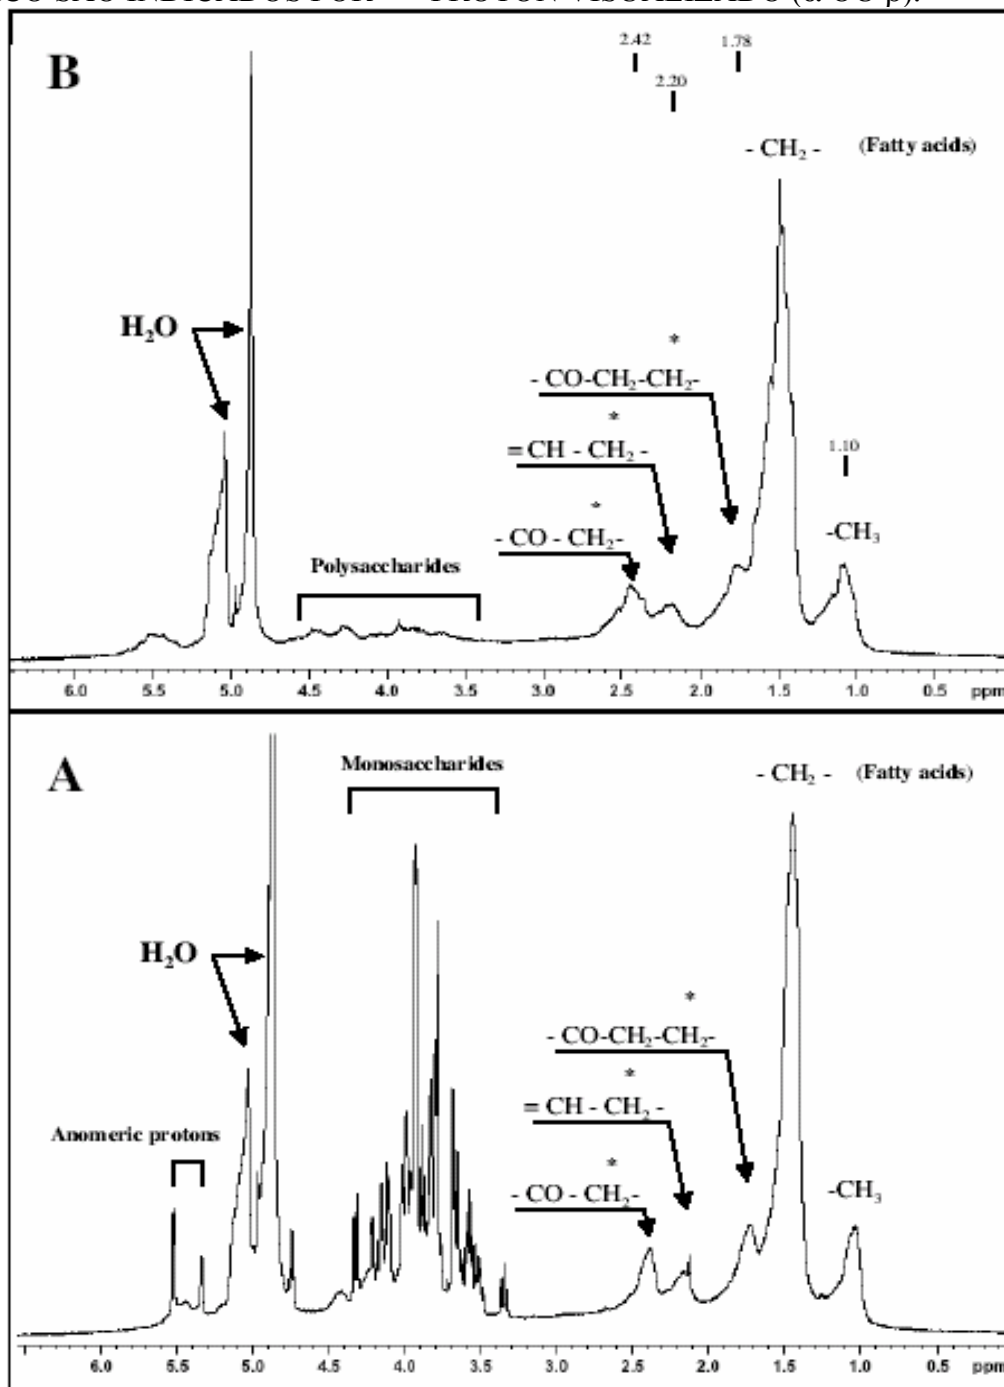 PROTON VISUALIZADO
B
2.42
1.78
2.20
- CH₂ - (Fatty acids)
H₂O
*
- CO-CH₂-CH₂-
*
= CH - CH₂ -
1.10
*
- CO - CH₂-
-CH₃
Polysaccharides
6.0 5.5 5.0 4.5 4.0 3.5 3.0 2.5 2.0 1.5 1.0 0.5 ppm
A
Monosaccharides
- CH₂ - (Fatty acids)
H₂O
*
- CO-CH₂-CH₂-
*
= CH - CH₂ -
Anomeric protons
*
- CO - CH₂-
-CH₃
6.0 5.5 5.0 4.5 4.0 3.5 3.0 2.5 2.0 1.5 1.0 0.5 ppm